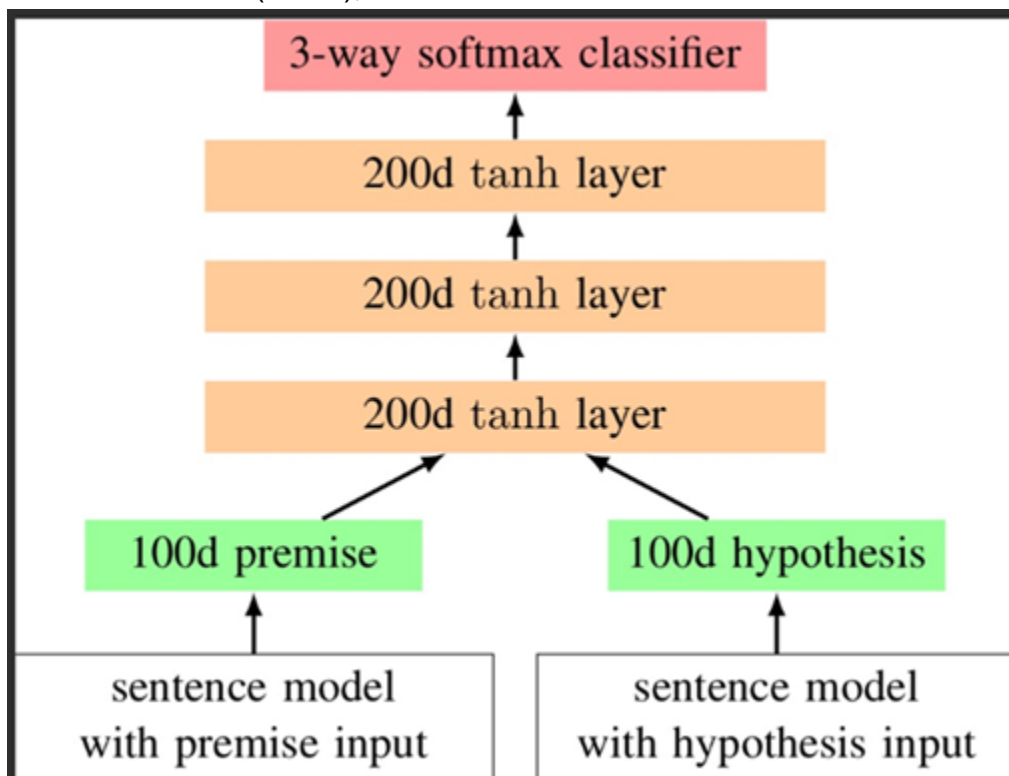 3-way softmax classifier
200d tanh layer
200d tanh layer
200d tanh layer
100d premise
100d hypothesis
sentence model
with premise input
sentence model
with hypothesis input